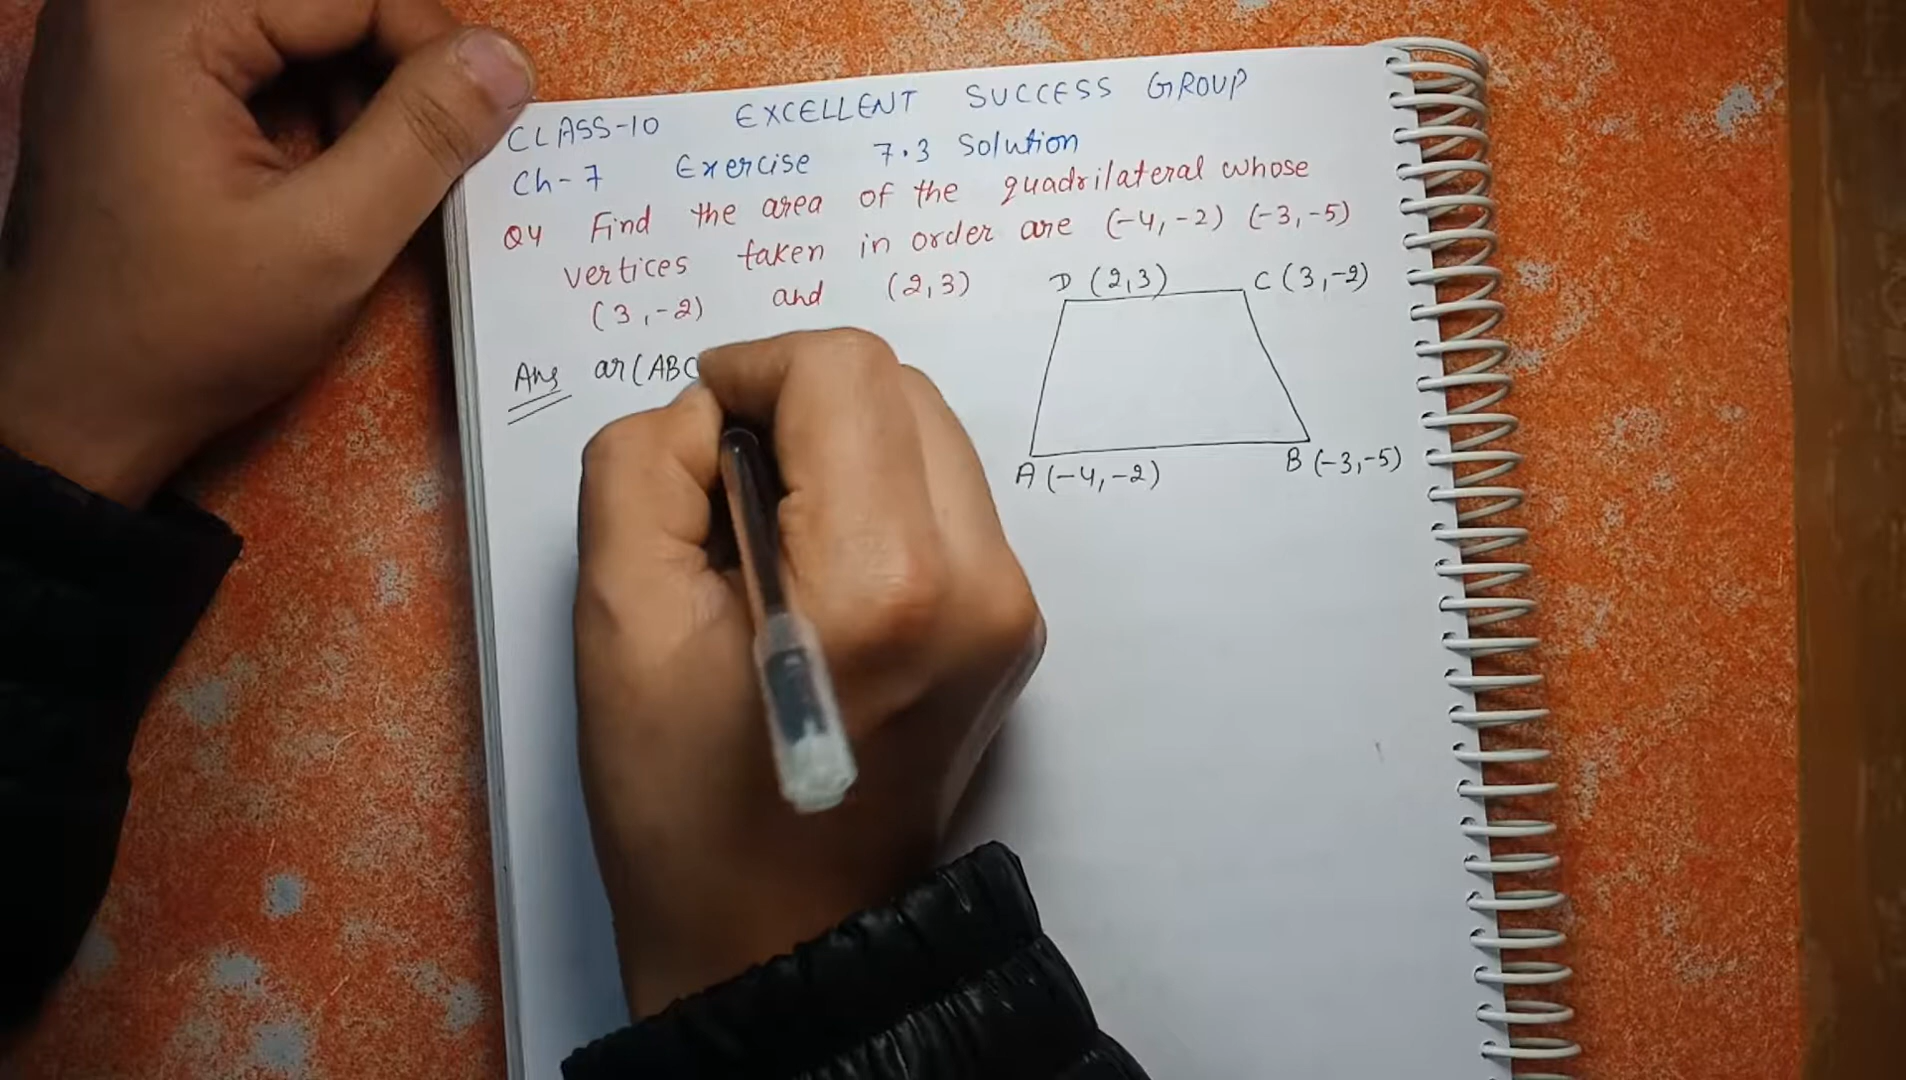 CLASS-10 EXCELLENT SUCCESS GROUP
Ch-7 Exercise 7.3 Solution
Q4 Find the area of the quadrilateral whose
vertices taken in order are (-4,-2) (-3,-5)
(3,-2) and (2,3)
D (2,3) C (3,-2)
Ans ar(ABC
A (-4,-2) B (-3,-5)